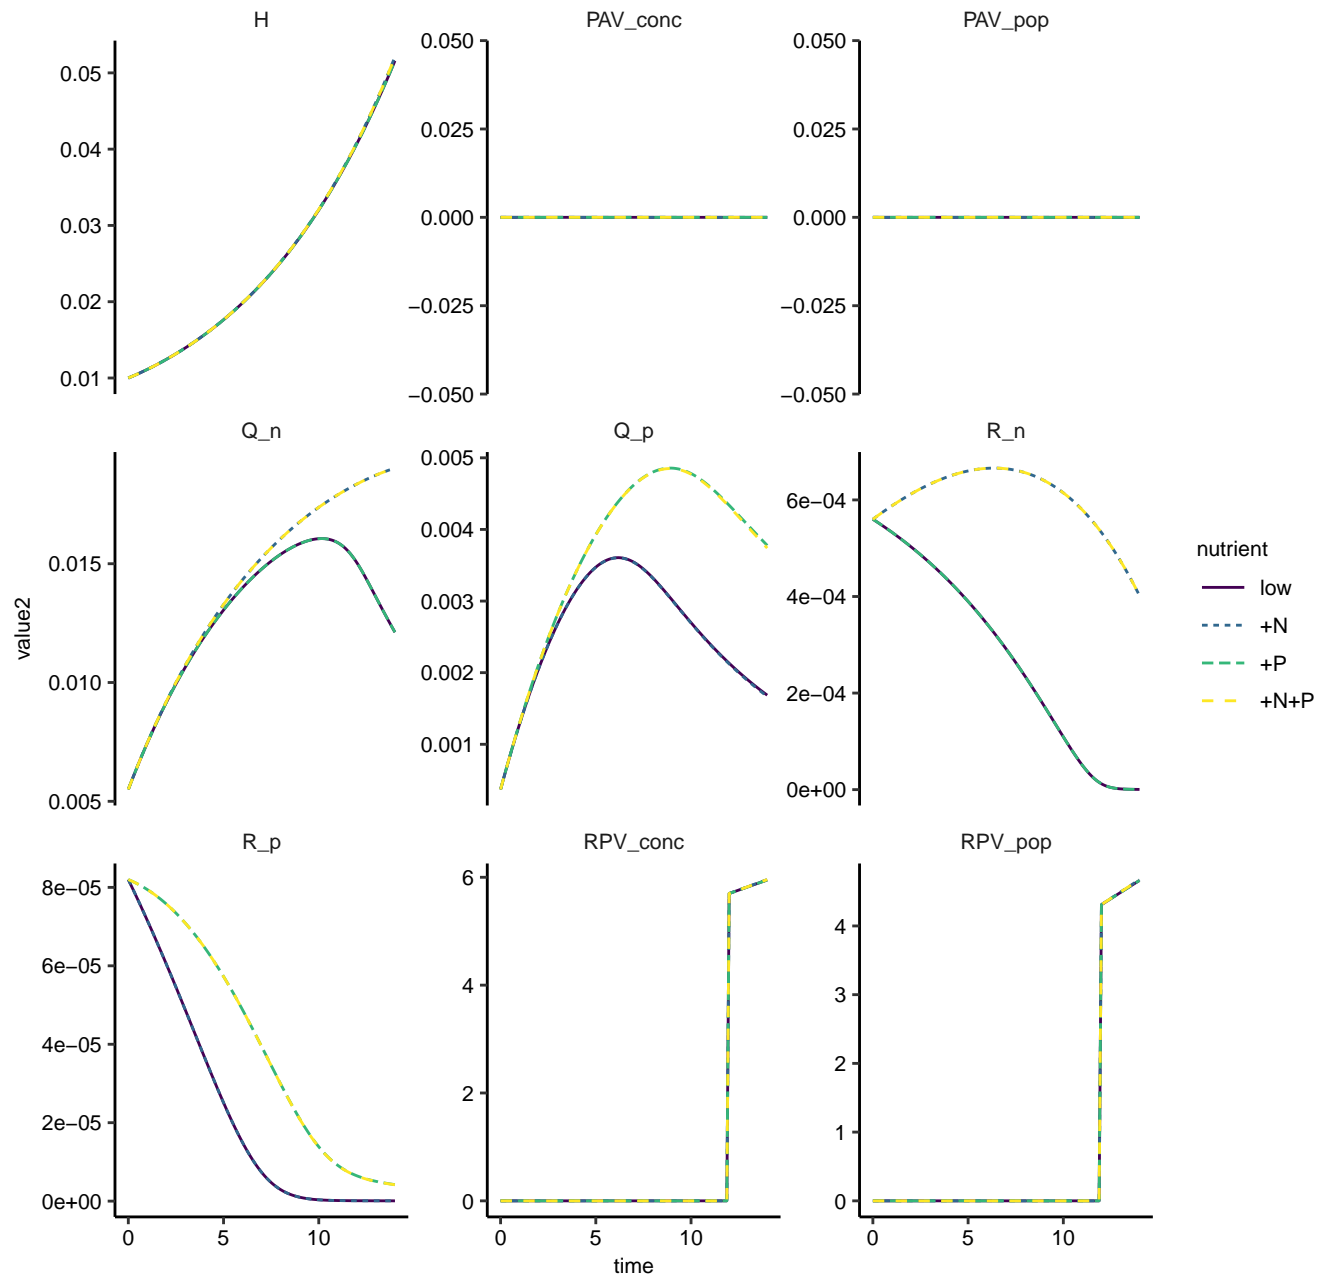 H
PAV_conc
PAV_pop
0.05
0.04
0.03
0.02
0.01
0.050
0.025
0.000
−0.025
−0.050
0.050
0.025
0.000
−0.025
−0.050
Q_n
Q_p
R_n
0.015
0.010
0.005
0.005
0.004
0.003
0.002
0.001
6e−04
4e−04
2e−04
0e+00
R_p
RPV_conc
RPV_pop
8e−05
6e−05
4e−05
2e−05
0e+00
6
4
2
0
4
3
2
1
0
0 5 10
0 5 10
0 5 10
time
value2
nutrient
low
+N
+P
+N+P